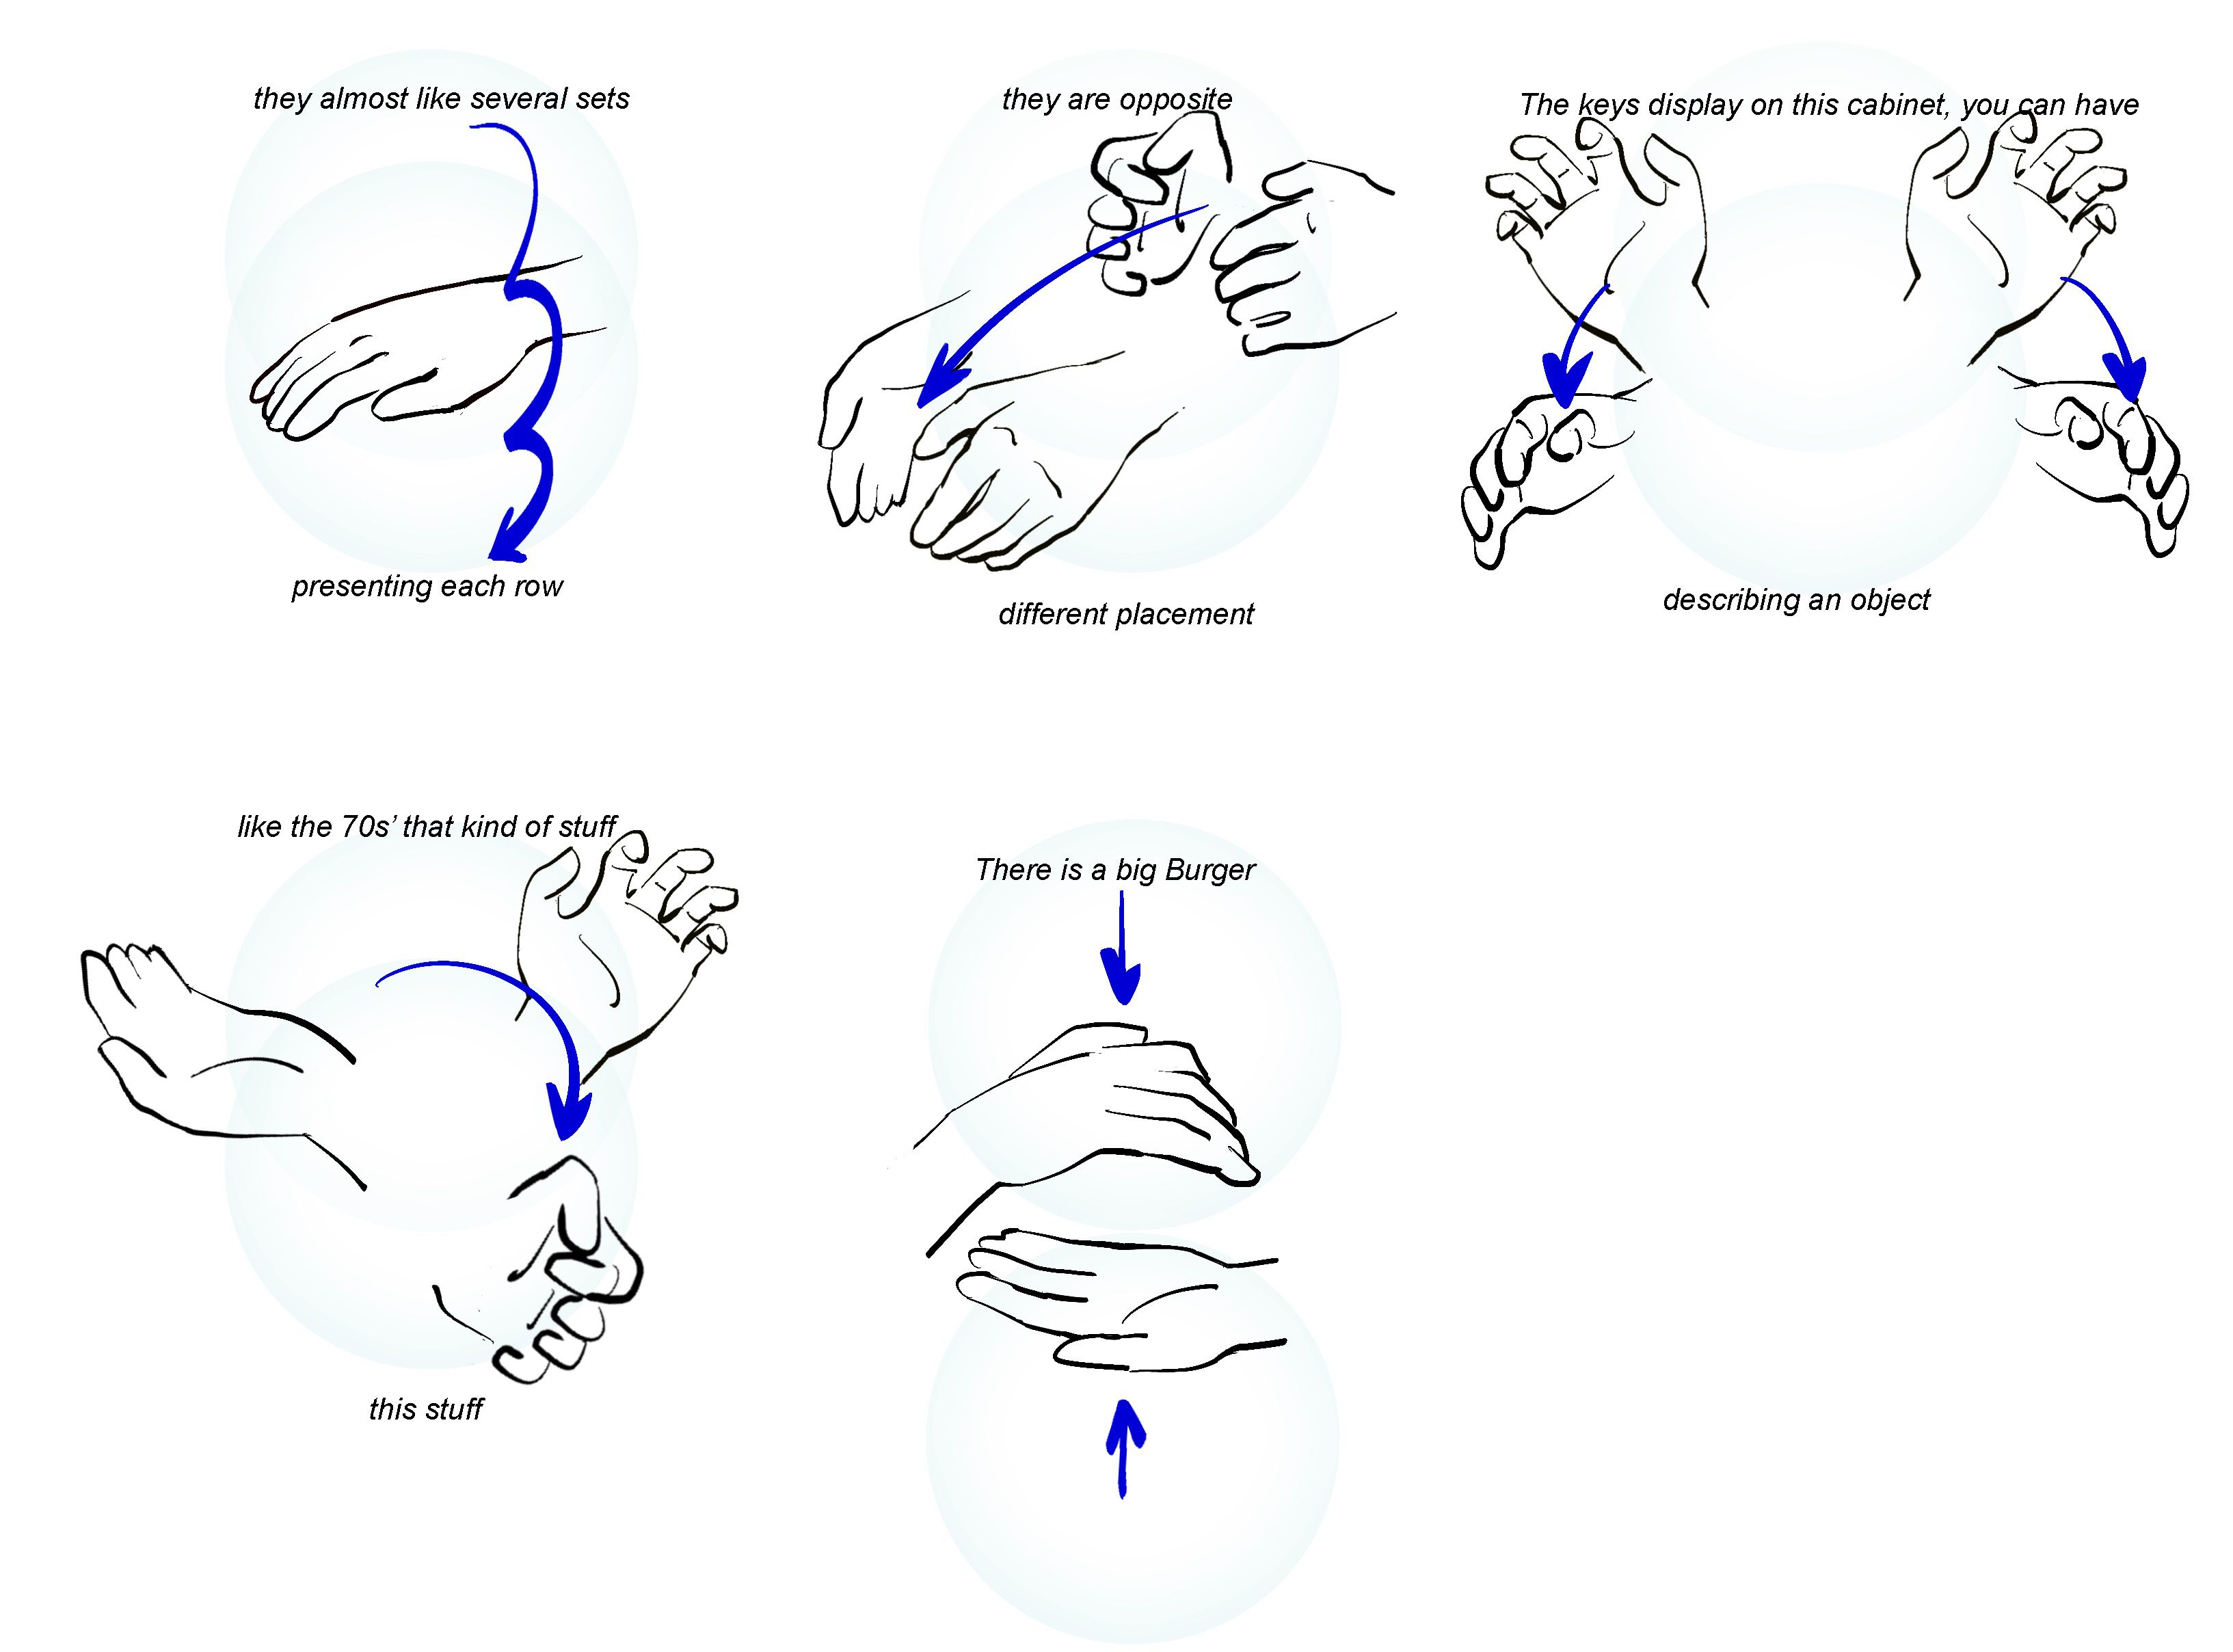 they almost like several sets
they are opposite
The keys display on this cabinet, you can have
presenting each row
different placement
describing an object
like the 70s' that kind of stuff
There is a big Burger
this stuff